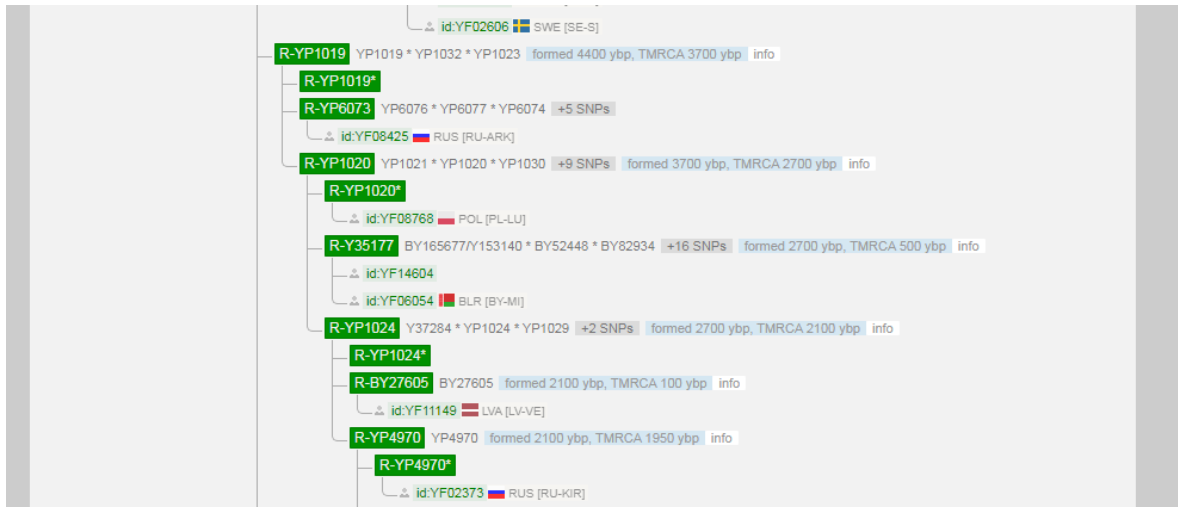 id:YF02606 SWE [SE-S]
R-YP1019 YP1019 * YP1032 * YP1023 formed 4400 ybp, TMRCA 3700 ybp info
R-YP1019*
R-YP6073 YP6076 * YP6077 * YP6074 +5 SNPs
id:YF08425 RUS [RU-ARK]
R-YP1020 YP1021 * YP1020 * YP1030 +9 SNPs formed 3700 ybp, TMRCA 2700 ybp info
R-YP1020*
id:YF08768 POL [PL-LU]
R-Y35177 BY165677/Y153140 * BY52448 * BY82934 +16 SNPs formed 2700 ybp, TMRCA 500 ybp info
id:YF14604
id:YF06054 BLR [BY-MI]
R-YP1024 Y37284 * YP1024 * YP1029 +2 SNPs formed 2700 ybp, TMRCA 2100 ybp info
R-YP1024*
R-BY27605 BY27605 formed 2100 ybp, TMRCA 100 ybp info
id:YF11149 LVA [LV-VE]
R-YP4970 YP4970 formed 2100 ybp, TMRCA 1950 ybp info
R-YP4970*
id:YF02373 RUS [RU-KIR]